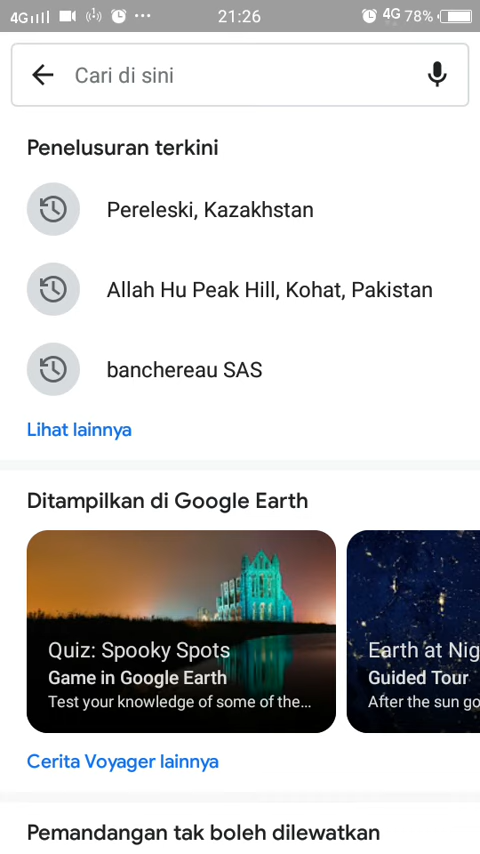 4G 21:26 4G 78%
Cari di sini
Penelusuran terkini
Pereleski, Kazakhstan
Allah Hu Peak Hill, Kohat, Pakistan
banchereau SAS
Lihat lainnya
Ditampilkan di Google Earth
Quiz: Spooky Spots
Game in Google Earth
Test your knowledge of some of the...
Earth at Nig
Guided Tour
After the sun go
Cerita Voyager lainnya
Pemandangan tak boleh dilewatkan